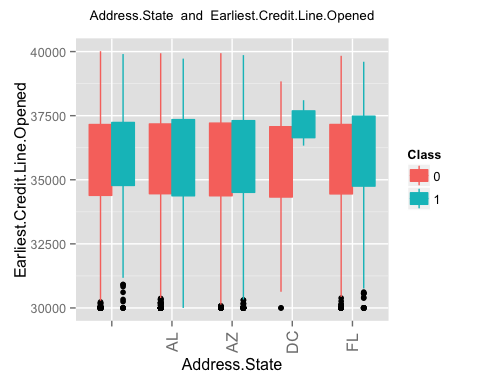 Address.State and Earliest.Credit.Line.Opened
40000
37500
35000
32500
30000
Earliest.Credit.Line.Opened
AL
AZ
DC
FL
Address.State
Class
0
1